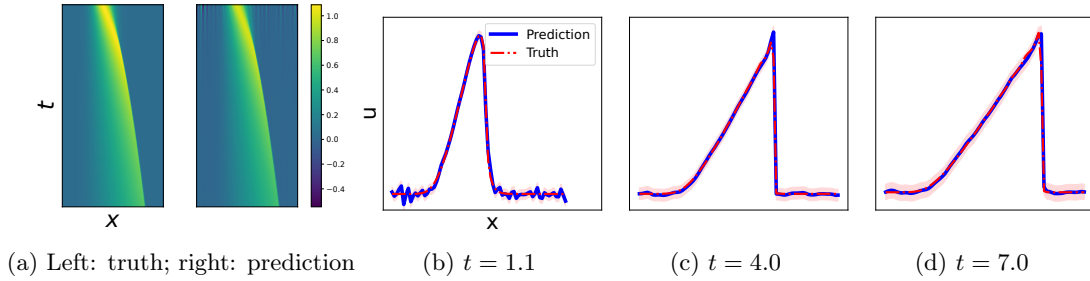 t
x
1.0
0.8
0.6
0.4
0.2
0.0
−0.2
−0.4
u
x
Prediction
Truth
(a) Left: truth; right: prediction
(b) t = 1.1
(c) t = 4.0
(d) t = 7.0